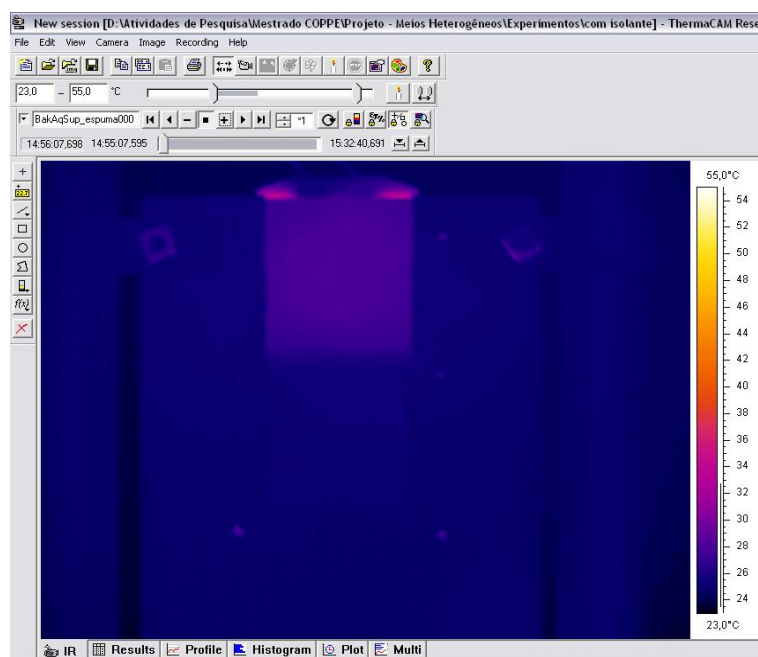 New session [D:\Atividades de Pesquisa\Mestrado COPPE\Projeto - Meios Heterogêneos\Experimentos\com isolante] - ThermaCAM Rese
File Edit View Camera Image Recording Help
23,0 - 55,0 °C
BakAqSup_espuma000 ×1
14:56:07,698 14:55:07,595 15:32:40,691
55,0°C
54
52
50
48
46
44
42
40
38
36
34
32
30
28
26
24
23,0°C
IR Results Profile Histogram Plot Multi